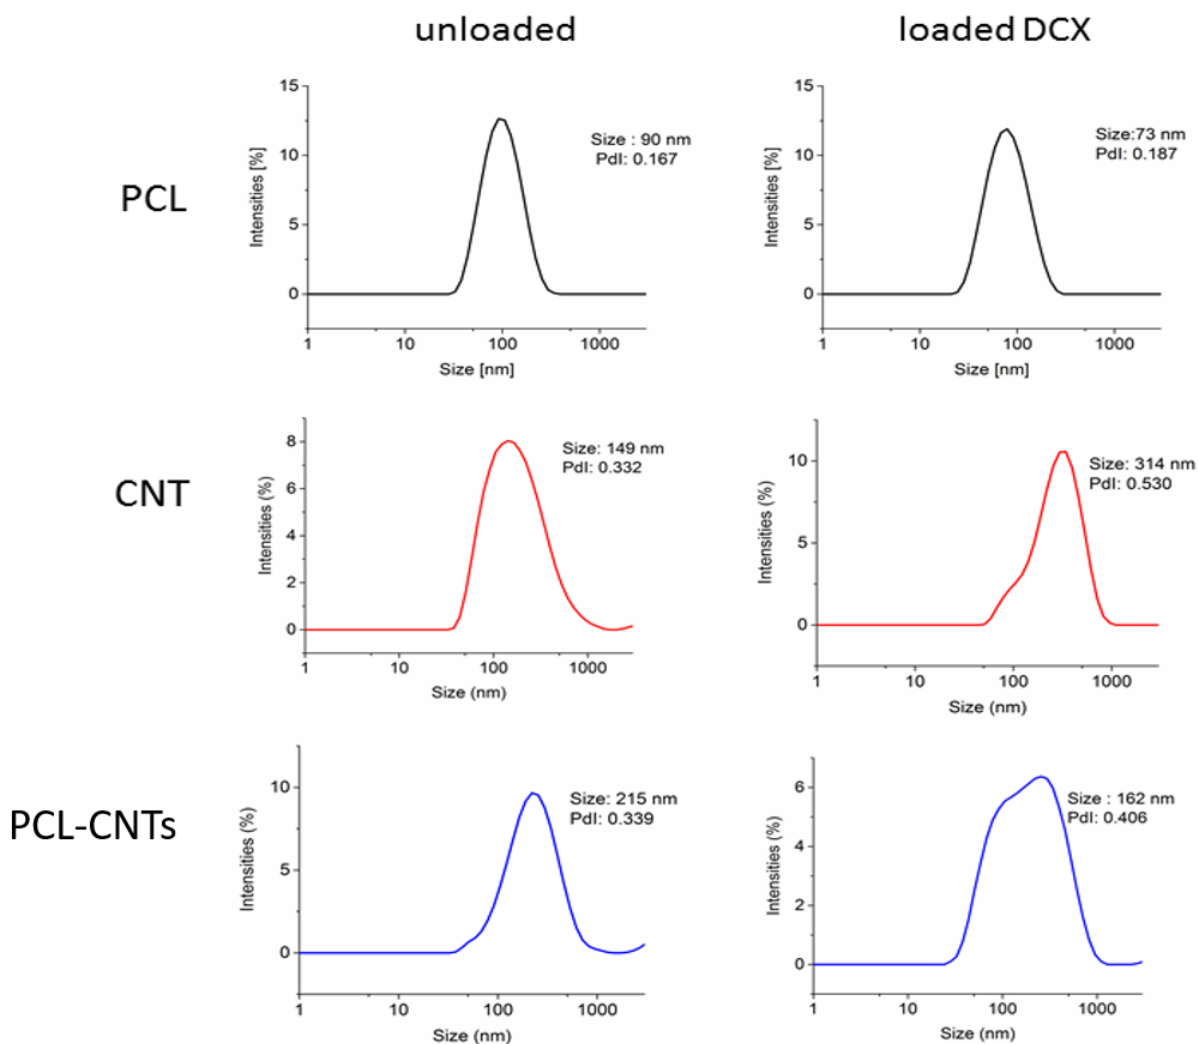 unloaded
loaded DCX
PCL
15
10
5
0
Intensities [%]
Size : 90 nm
PdI: 0.167
1 10 100 1000
Size [nm]
15
10
5
0
Intensities [%]
Size:73 nm
PdI: 0.187
1 10 100 1000
Size [nm]
CNT
8
6
4
2
0
Intensities (%)
Size: 149 nm
PdI: 0.332
1 10 100 1000
Size (nm)
10
5
0
Intensities (%)
Size: 314 nm
PdI: 0.530
1 10 100 1000
Size (nm)
PCL-CNTs
10
5
0
Intensities (%)
Size: 215 nm
PdI: 0.339
1 10 100 1000
Size (nm)
6
4
2
0
Intensities (%)
Size : 162 nm
PdI: 0.406
1 10 100 1000
Size (nm)